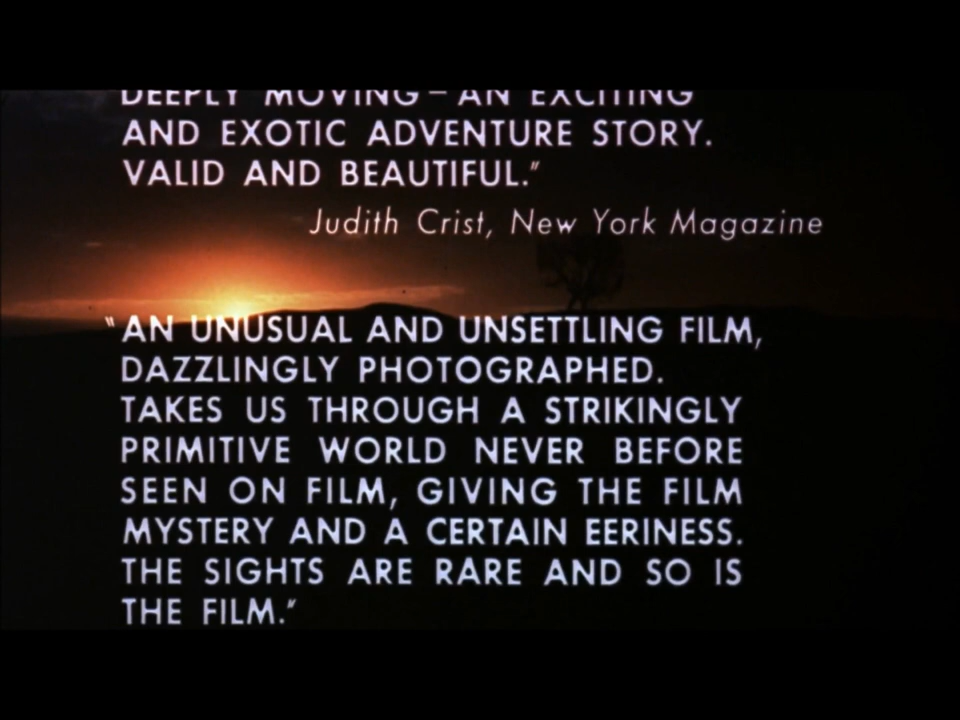 DEEPLY MOVING – AN EXCITING
AND EXOTIC ADVENTURE STORY.
VALID AND BEAUTIFUL."
Judith Crist, New York Magazine
"AN UNUSUAL AND UNSETTLING FILM,
DAZZLINGLY PHOTOGRAPHED.
TAKES US THROUGH A STRIKINGLY
PRIMITIVE WORLD NEVER BEFORE
SEEN ON FILM, GIVING THE FILM
MYSTERY AND A CERTAIN EERINESS.
THE SIGHTS ARE RARE AND SO IS
THE FILM."